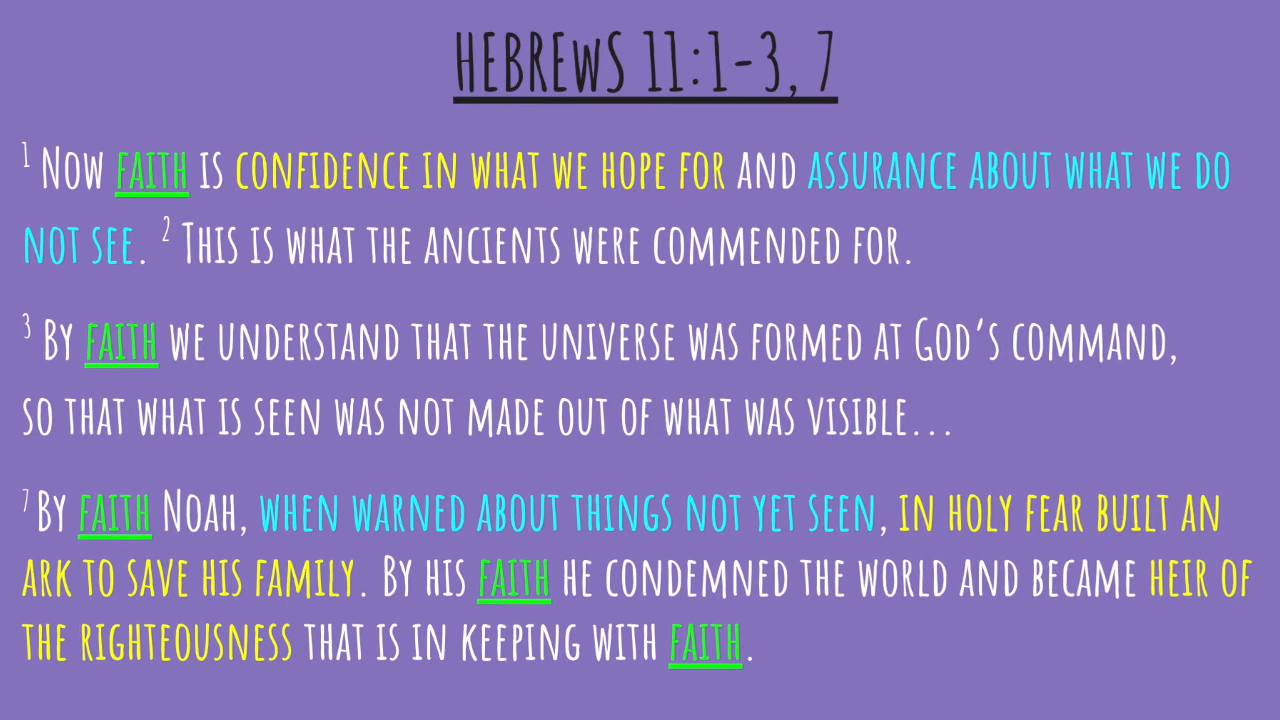 HEBREWS 11:1-3, 7
1 Now faith is confidence in what we hope for and assurance about what we do
not see. 2 This is what the ancients were commended for.
3 By faith we understand that the universe was formed at God's command,
so that what is seen was not made out of what was visible...
7 By faith Noah, when warned about things not yet seen, in holy fear built an
ark to save his family. By his faith he condemned the world and became heir of
the righteousness that is in keeping with faith.